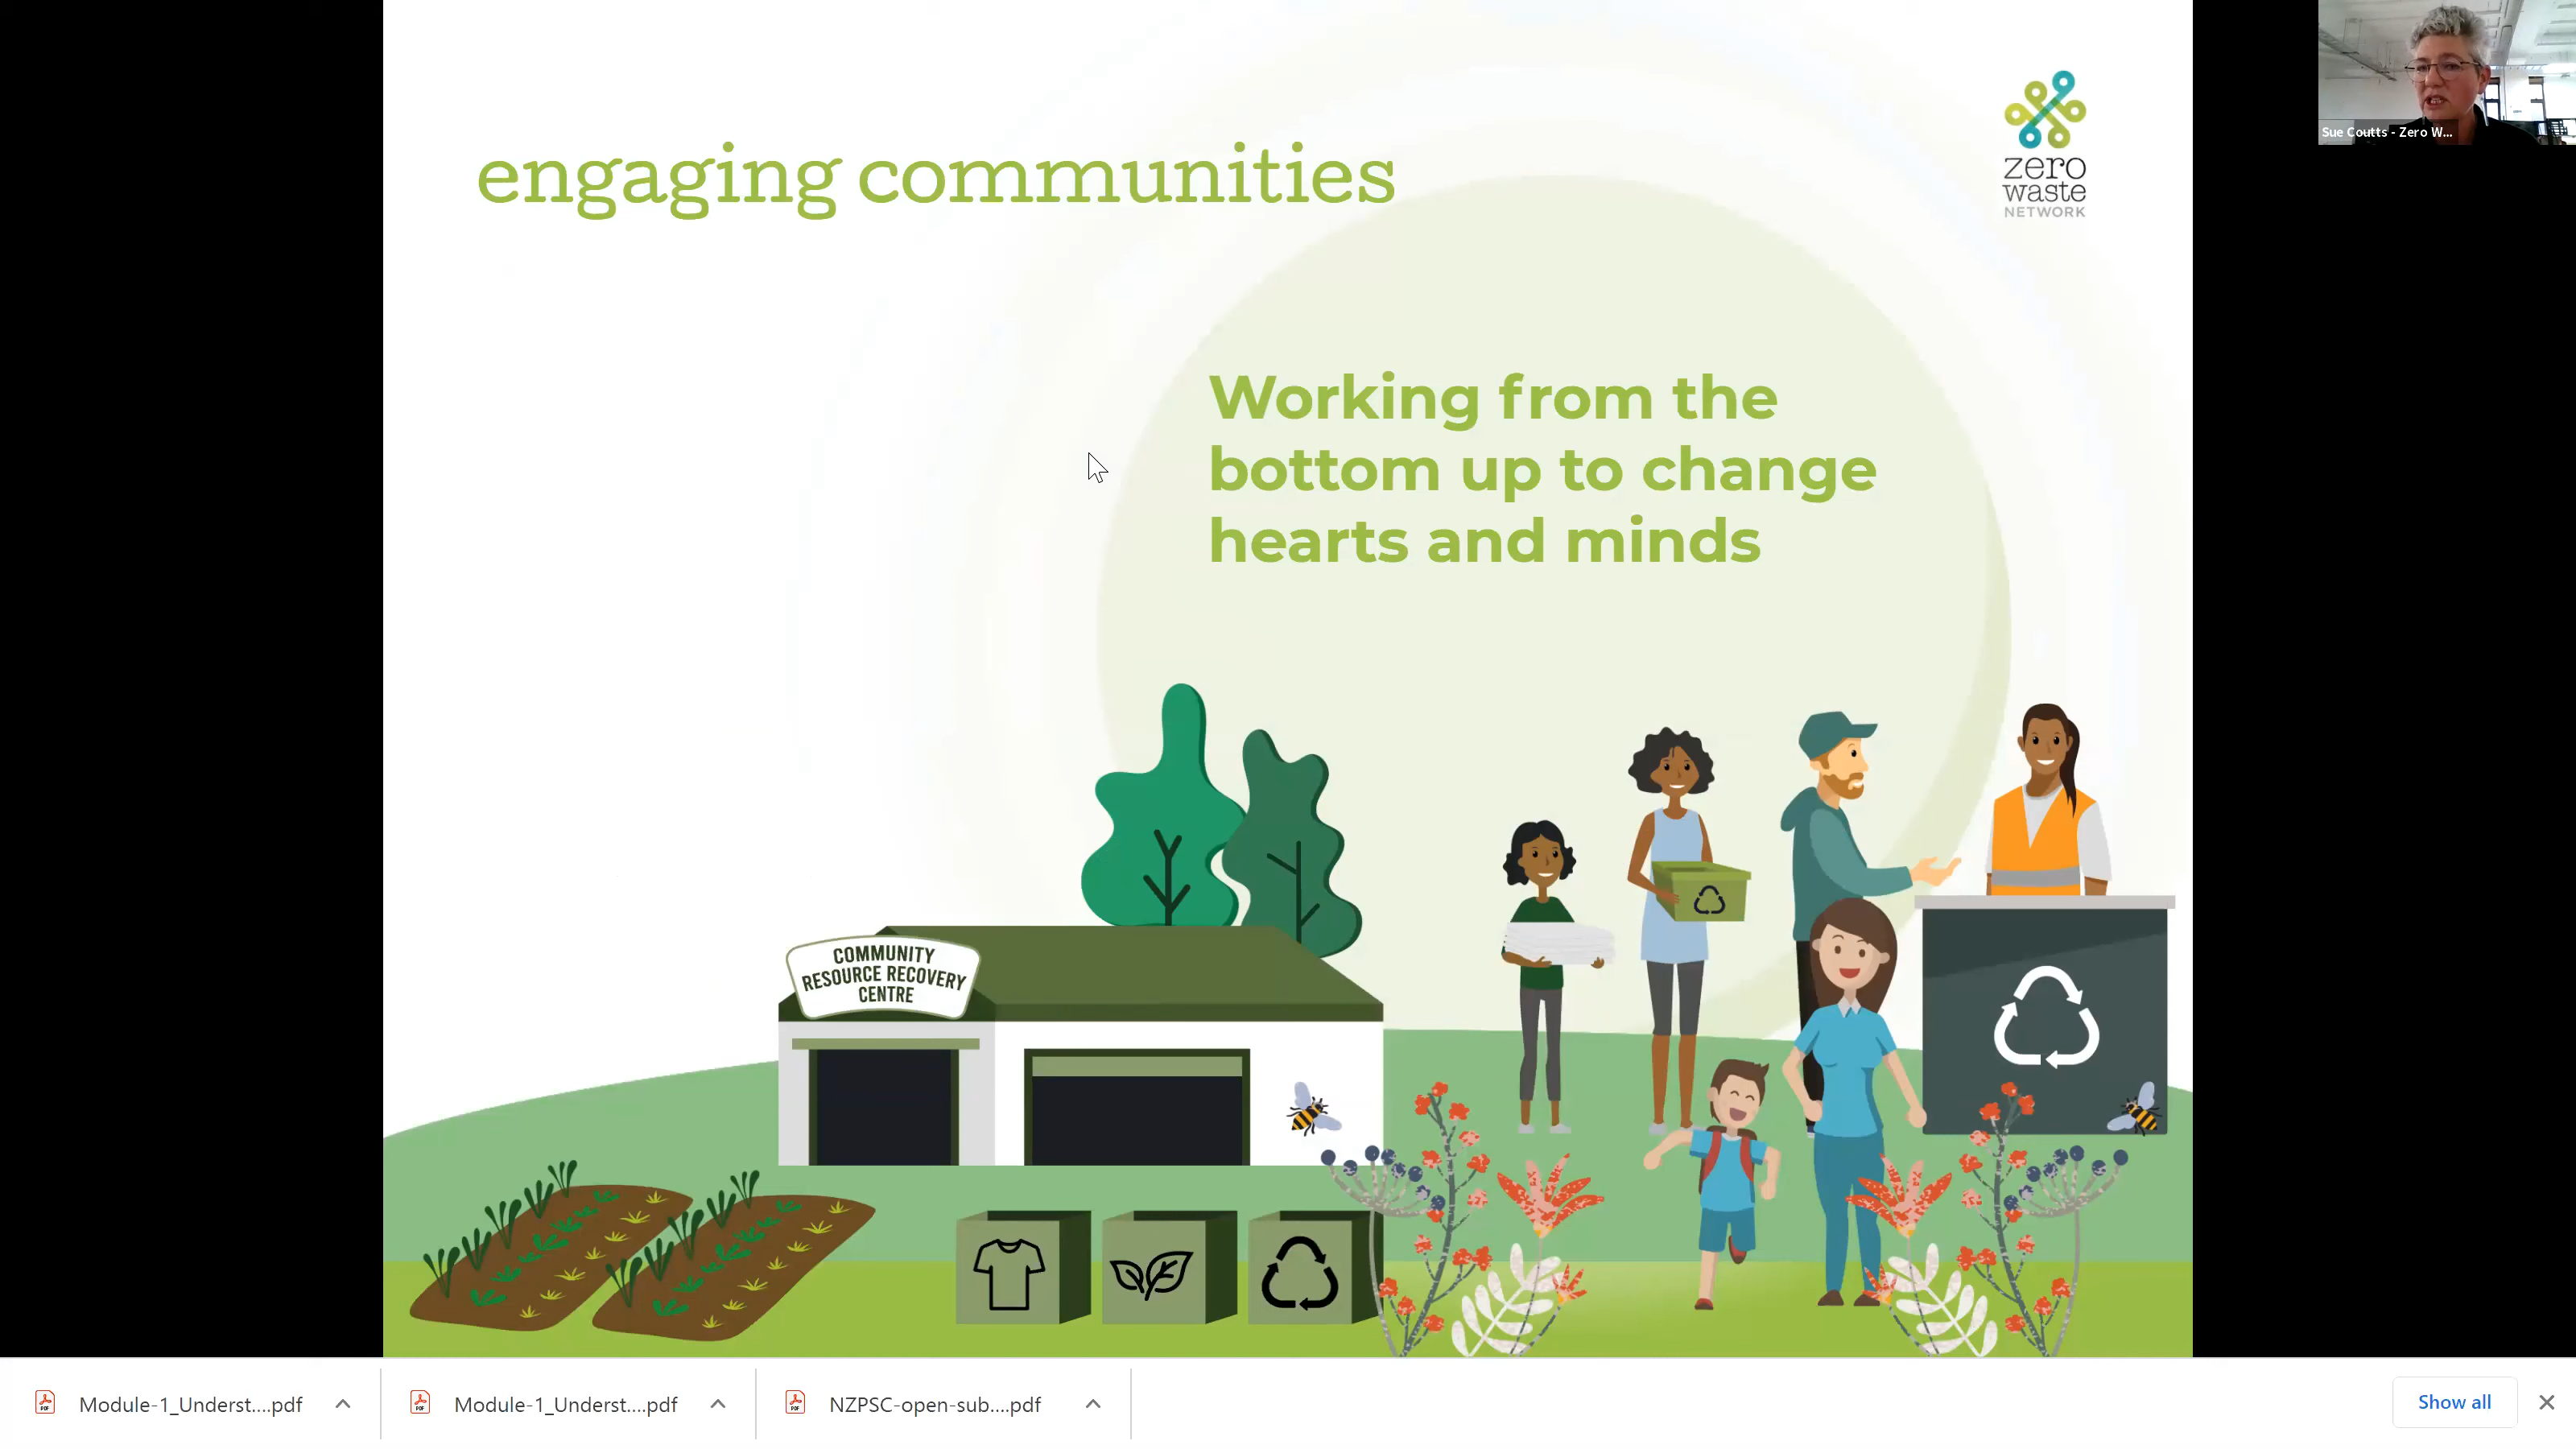 engaging communities
zero
waste
NETWORK
Sue Coutts - Zero W...
Working from the
bottom up to change
hearts and minds
COMMUNITY
RESOURCE RECOVERY
CENTRE
Module-1_Underst....pdf
Module-1_Underst....pdf
NZPSC-open-sub....pdf
Show all